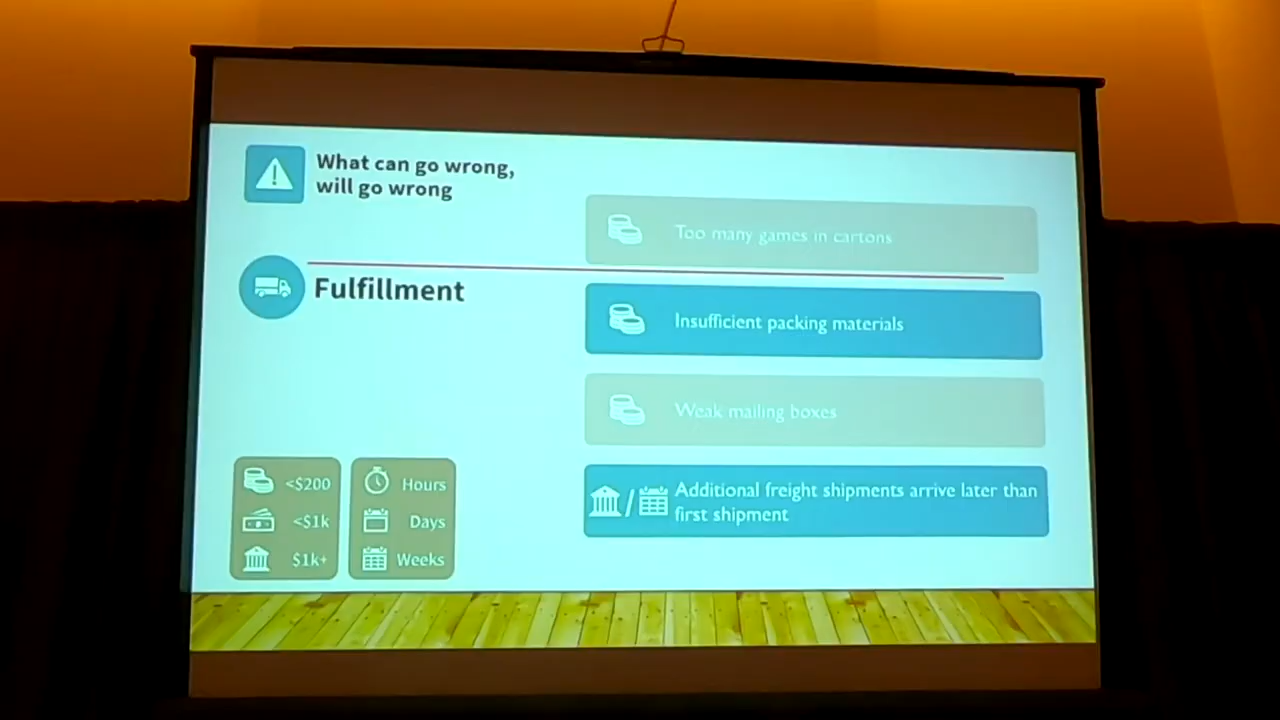 What can go wrong,
will go wrong
Too many games in cartons
Fulfillment
Insufficient packing materials
Weak mailing boxes
Additional freight shipments arrive later than
first shipment
<$200
<$1k
$1k+
Hours
Days
Weeks